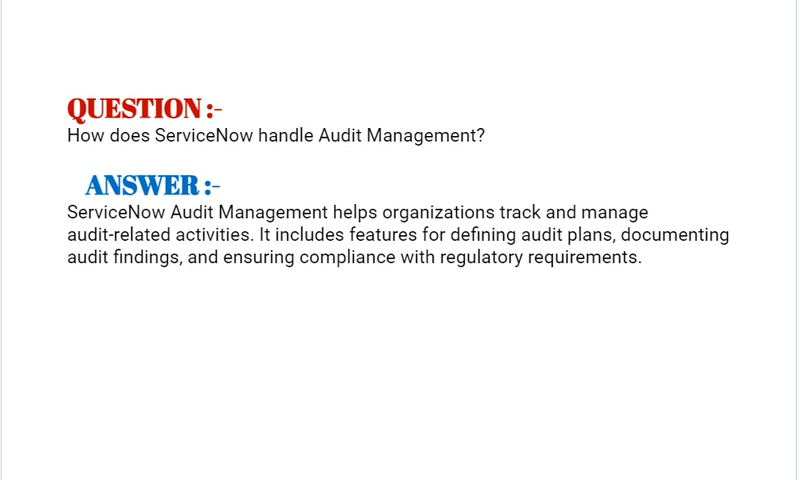 QUESTION :-
How does ServiceNow handle Audit Management?
ANSWER :-
ServiceNow Audit Management helps organizations track and manage
audit-related activities. It includes features for defining audit plans, documenting
audit findings, and ensuring compliance with regulatory requirements.